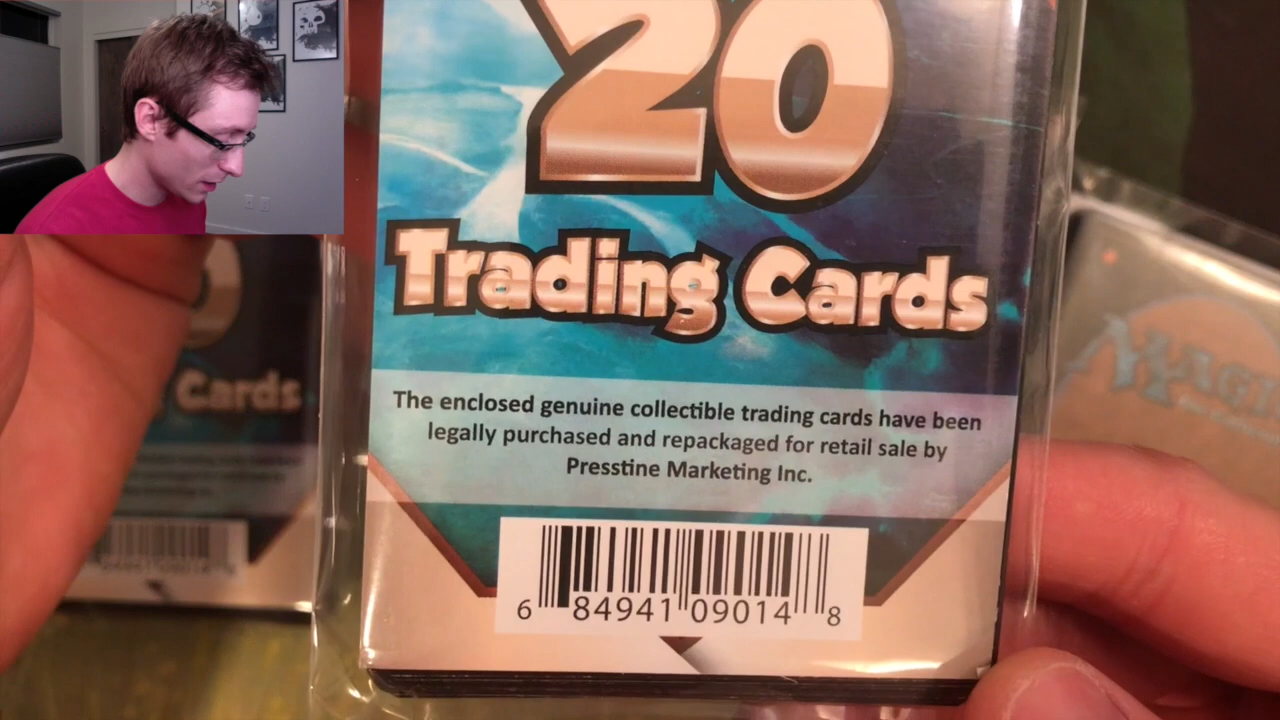 20
Trading Cards
The enclosed genuine collectible trading cards have been
legally purchased and repackaged for retail sale by
Presstine Marketing Inc.
6 84941 09014 8
Cards
Magic